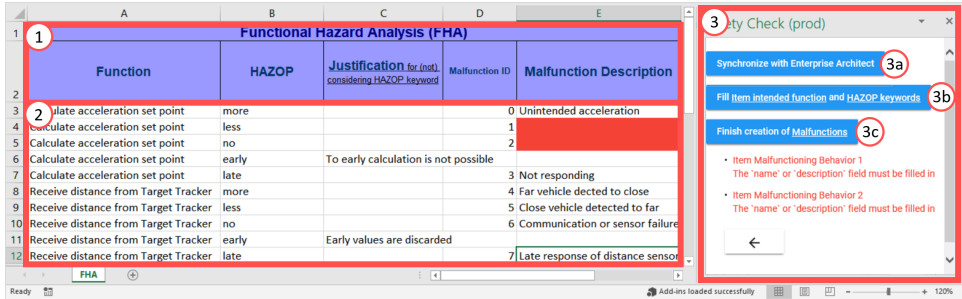 A B C D E
1 Functional Hazard Analysis (FHA)
1
2 Function HAZOP Justification for (not) considering HAZOP keyword Malfunction ID Malfunction Description
2
3 Calculate acceleration set point more 0 Unintended acceleration
4 Calculate acceleration set point less 1
5 Calculate acceleration set point no 2
6 Calculate acceleration set point early To early calculation is not possible
7 Calculate acceleration set point late 3 Not responding
8 Receive distance from Target Tracker more 4 Far vehicle dected to close
9 Receive distance from Target Tracker less 5 Close vehicle detected to far
10 Receive distance from Target Tracker no 6 Communication or sensor failure
11 Receive distance from Target Tracker early Early values are discarded
12 Receive distance from Target Tracker late 7 Late response of distance sensor
FHA
Ready
3
ety Check (prod)
Synchronize with Enterprise Architect
3a
Fill Item intended function and HAZOP keywords
3b
Finish creation of Malfunctions
3c
• Item Malfunctioning Behavior 1
The `name` or `description` field must be filled in
• Item Malfunctioning Behavior 2
The `name` or `description` field must be filled in
←
Add-ins loaded successfully
- + 120%